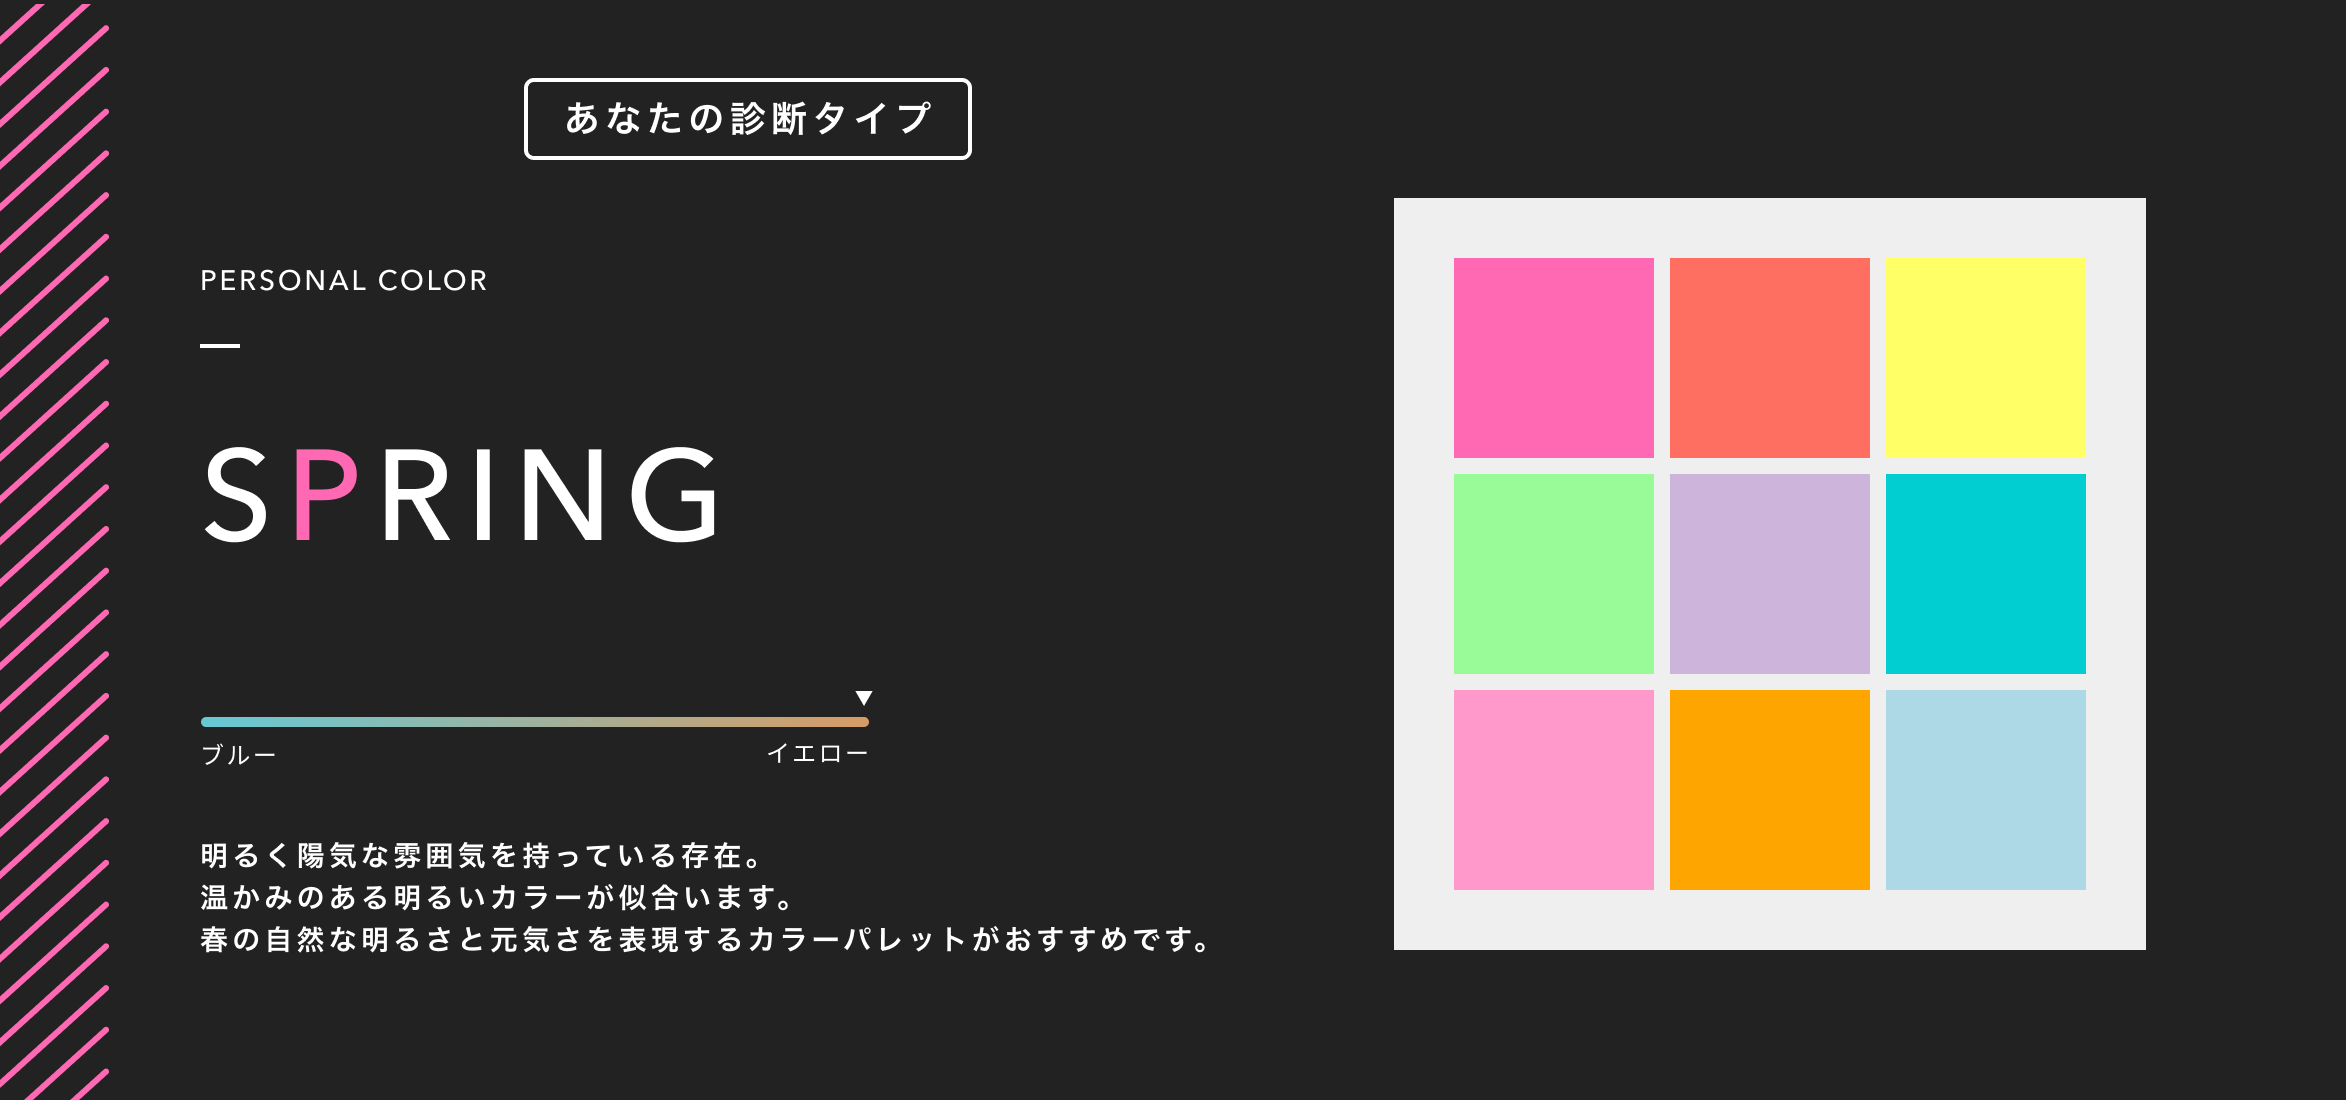 あなたの診断タイプ
PERSONAL COLOR
SPRING
ブルー
イエロー
明るく陽気な雰囲気を持っている存在。
温かみのある明るいカラーが似合います。
春の自然な明るさと元気さを表現するカラーパレットがおすすめです。